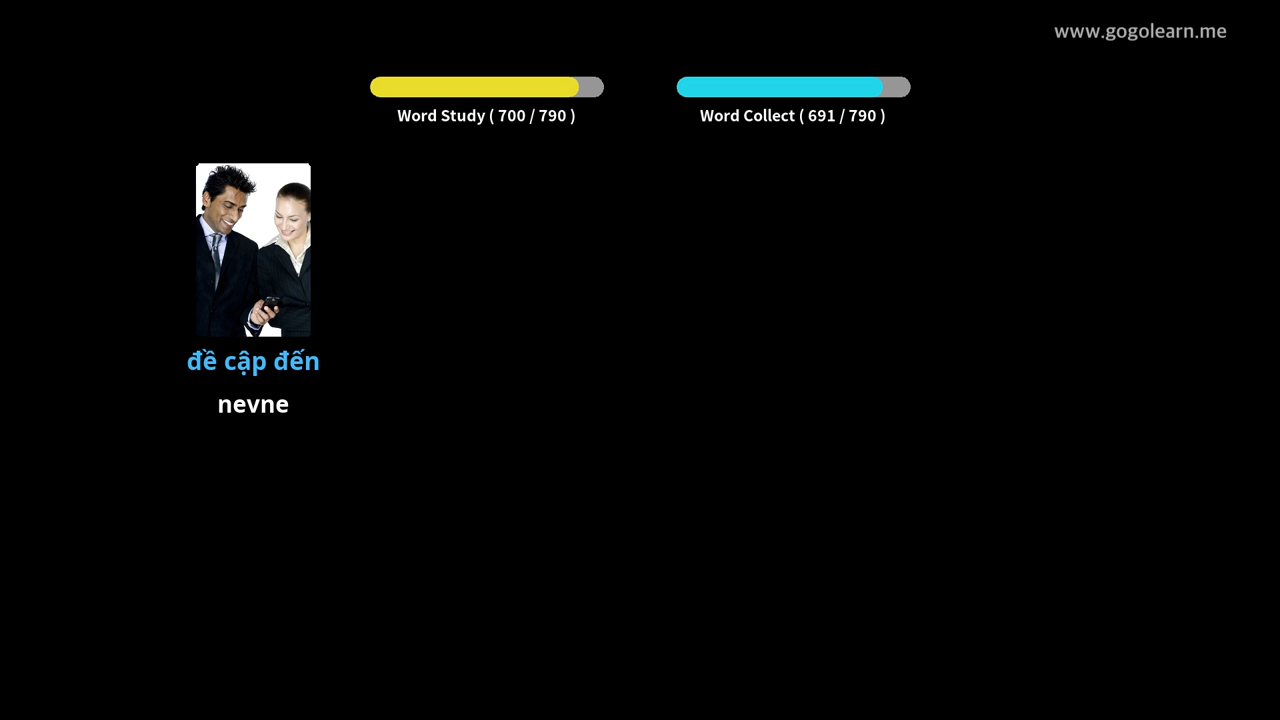 www.gogolearn.me
Word Study ( 700 / 790 )
Word Collect ( 691 / 790 )
đề cập đến
nevne